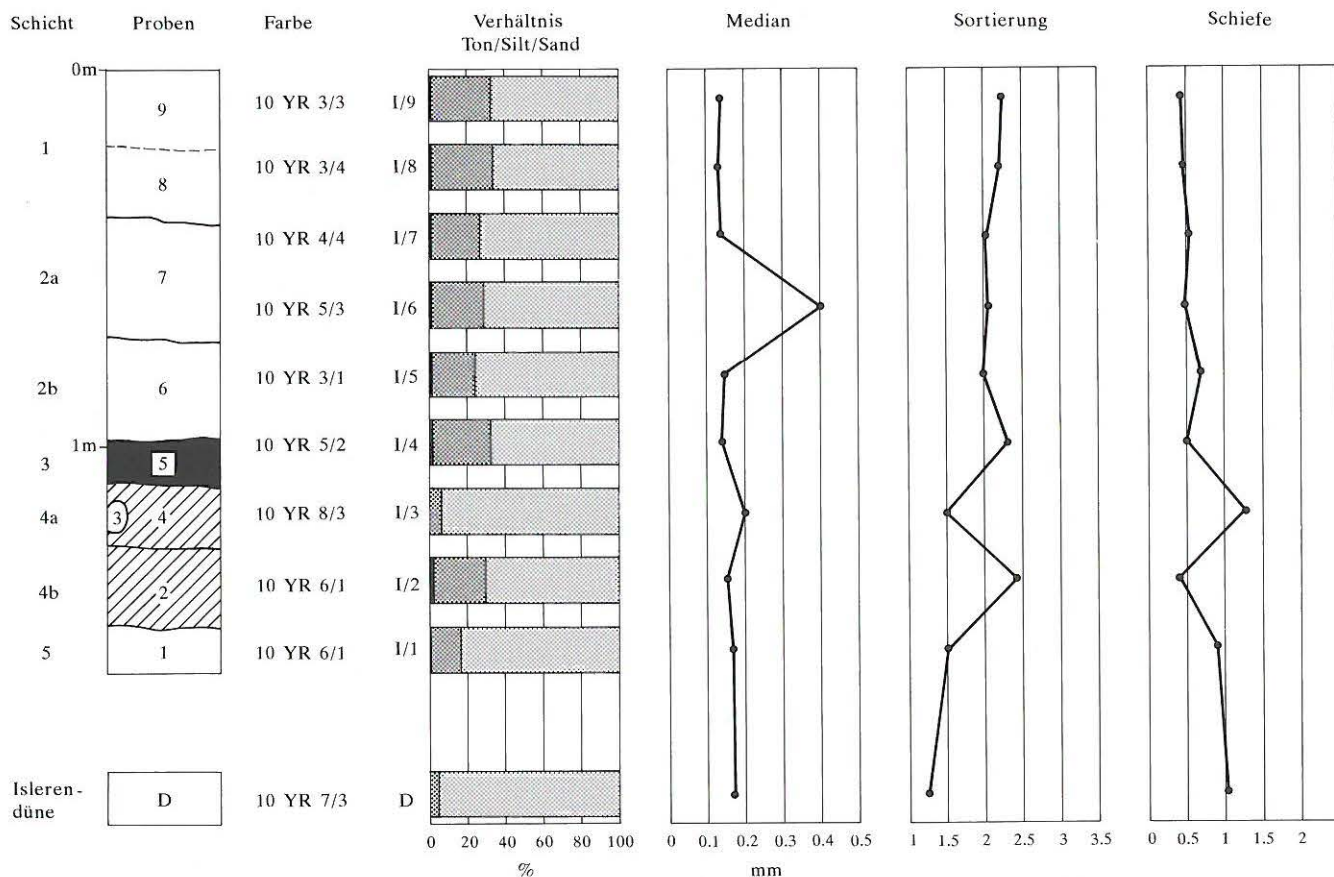 Schicht Proben Farbe Verhältnis Median Sortierung Schiefe
Ton/Silt/Sand
0m
9 10 YR 3/3 I/9
1
8 10 YR 3/4 I/8
10 YR 4/4 I/7
2a 7
10 YR 5/3 I/6
2b 6 10 YR 3/1 I/5
1m 10 YR 5/2 I/4
3 5
4a 3 4 10 YR 8/3 I/3
4b 2 10 YR 6/1 I/2
5 1 10 YR 6/1 I/1
Isleren-
düne D 10 YR 7/3 D
0 20 40 60 80 100 0 0.1 0.2 0.3 0.4 0.5 1 1.5 2 2.5 3 3.5 0 0.5 1 1.5 2
% mm